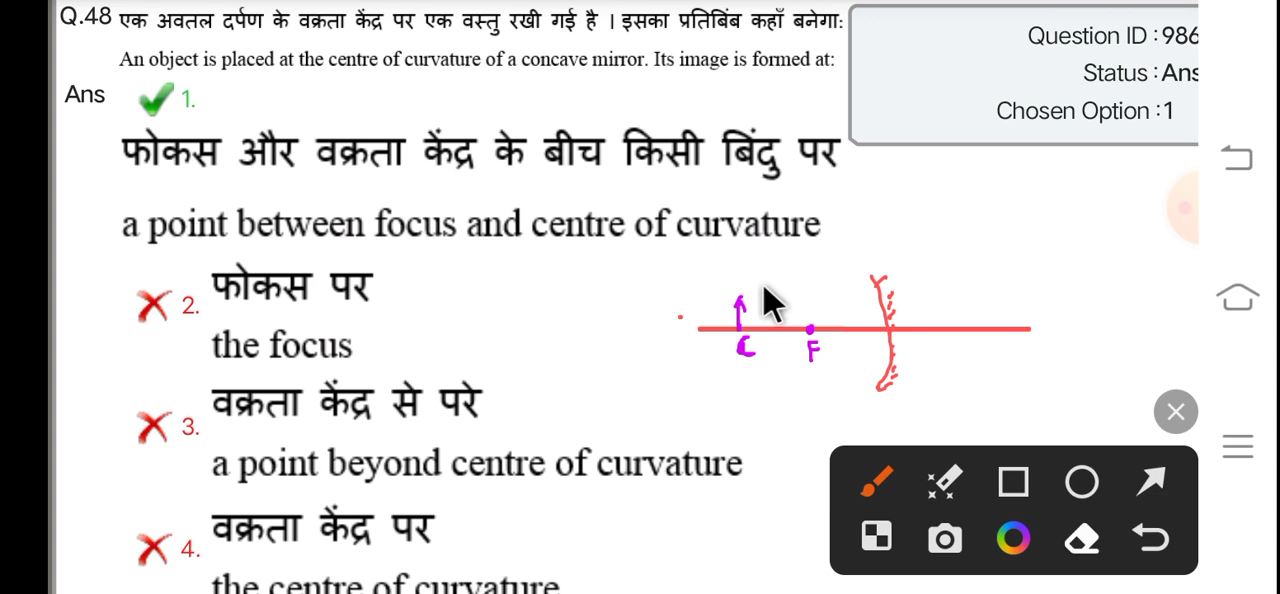 Q.48 एक अवतल दर्पण के वक्रता केंद्र पर एक वस्तु रखी गई है । इसका प्रतिबिंब कहाँ बनेगा:
An object is placed at the centre of curvature of a concave mirror. Its image is formed at:
Question ID : 986
Status : Ans
Chosen Option : 1
Ans 1.
फोकस और वक्रता केंद्र के बीच किसी बिंदु पर
a point between focus and centre of curvature
2. फोकस पर
the focus
3. वक्रता केंद्र से परे
a point beyond centre of curvature
4. वक्रता केंद्र पर
the centre of curvature
C F